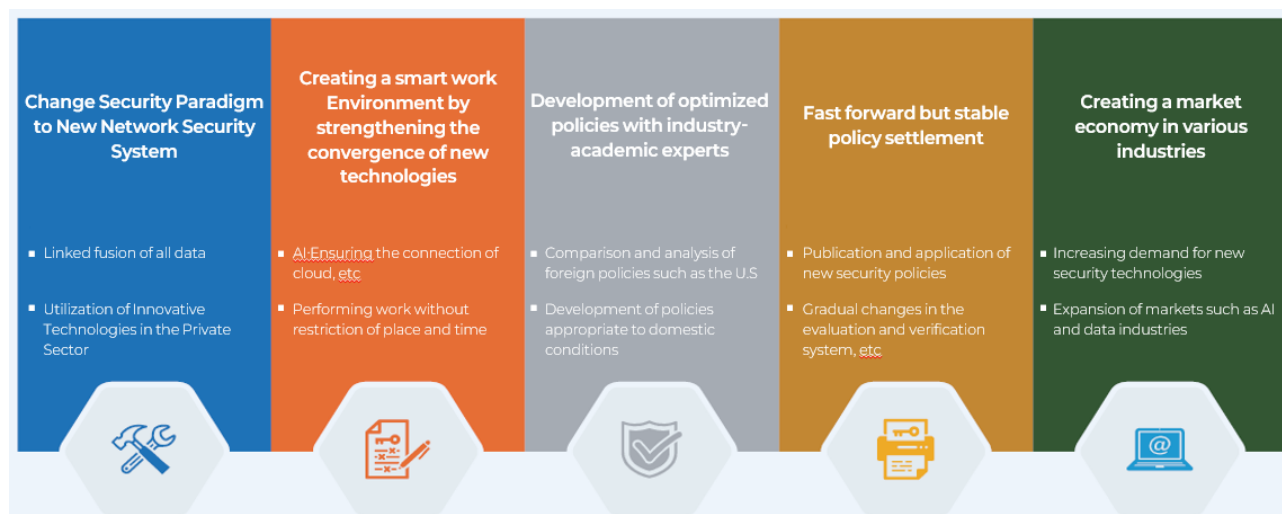 Change Security Paradigm
to New Network Security
System
Linked fusion of all data
Utilization of Innovative
Technologies in the Private
Sector
Creating a smart work
Environment by
strengthening the
convergence of new
technologies
AI·Ensuring the connection of
cloud, etc
Performing work without
restriction of place and time
Development of optimized
policies with industry-
academic experts
Comparison and analysis of
foreign policies such as the U.S
Development of policies
appropriate to domestic
conditions
Fast forward but stable
policy settlement
Publication and application of
new security policies
Gradual changes in the
evaluation and verification
system, etc
Creating a market
economy in various
industries
Increasing demand for new
security technologies
Expansion of markets such as AI
and data industries
@